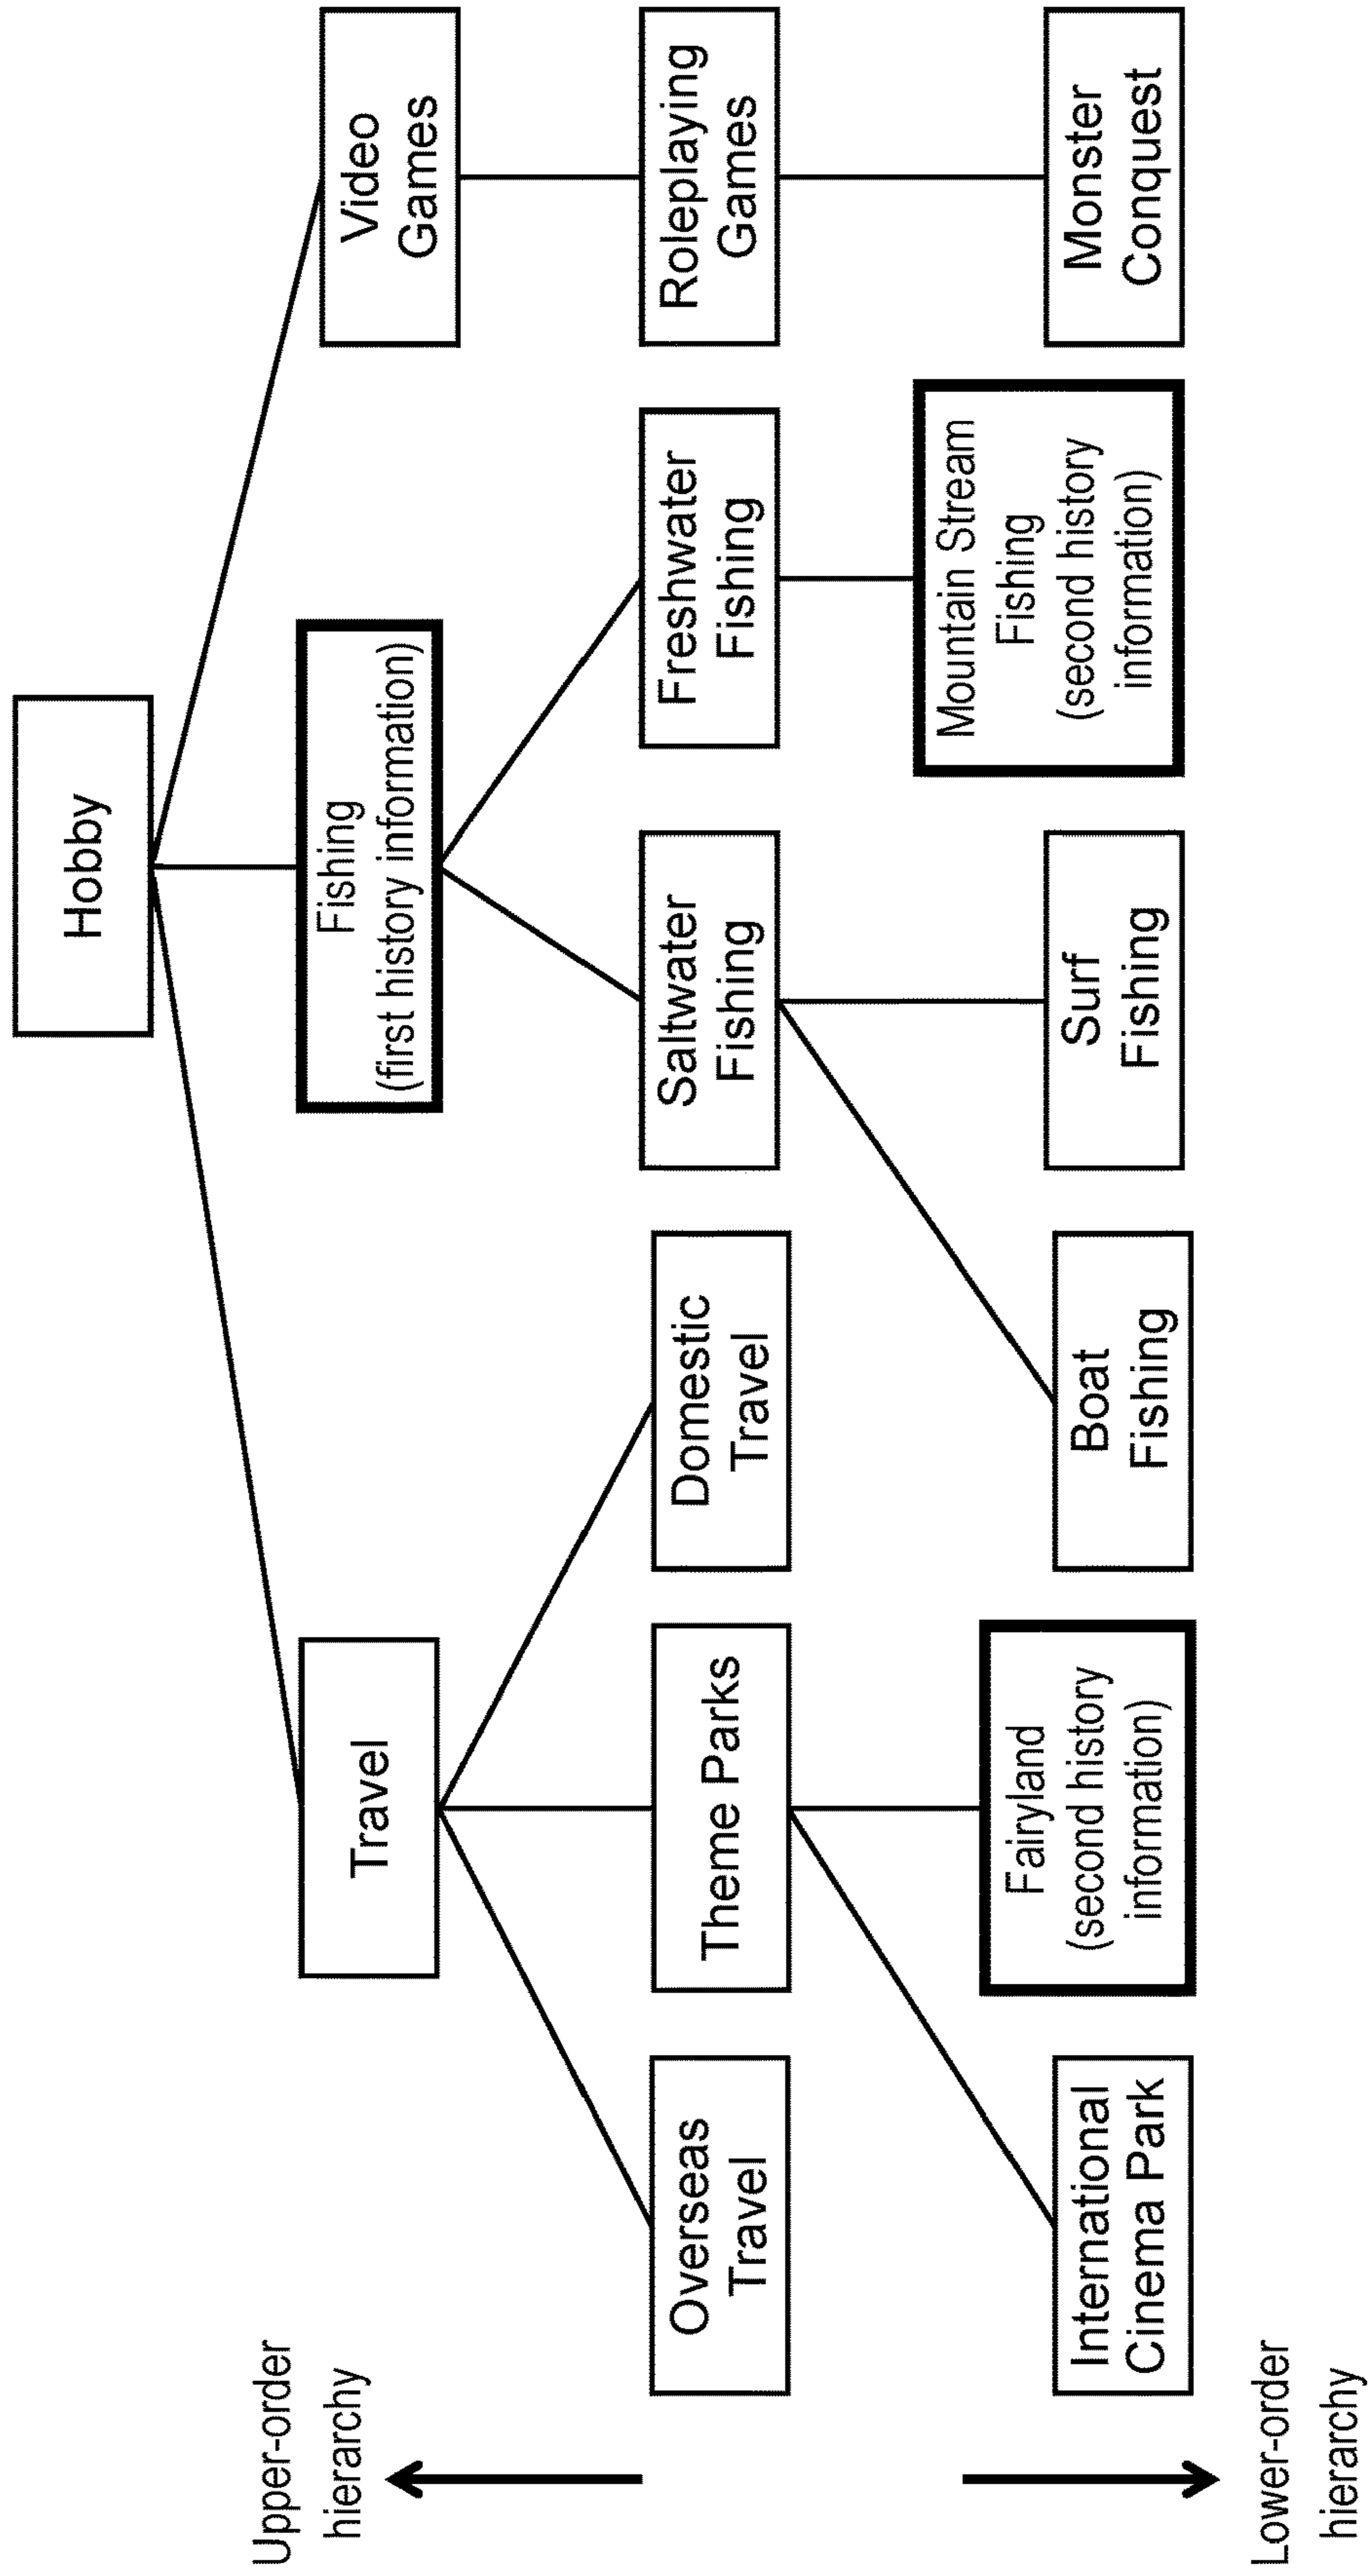 Hobby
Upper-order
hierarchy
Travel
Fishing
(first history information)
Video
Games
Overseas
Travel
Theme Parks
Domestic
Travel
Saltwater
Fishing
Freshwater
Fishing
Roleplaying
Games
International
Cinema Park
Fairyland
(second history
information)
Boat
Fishing
Surf
Fishing
Mountain Stream
Fishing
(second history
information)
Monster
Conquest
Lower-order
hierarchy